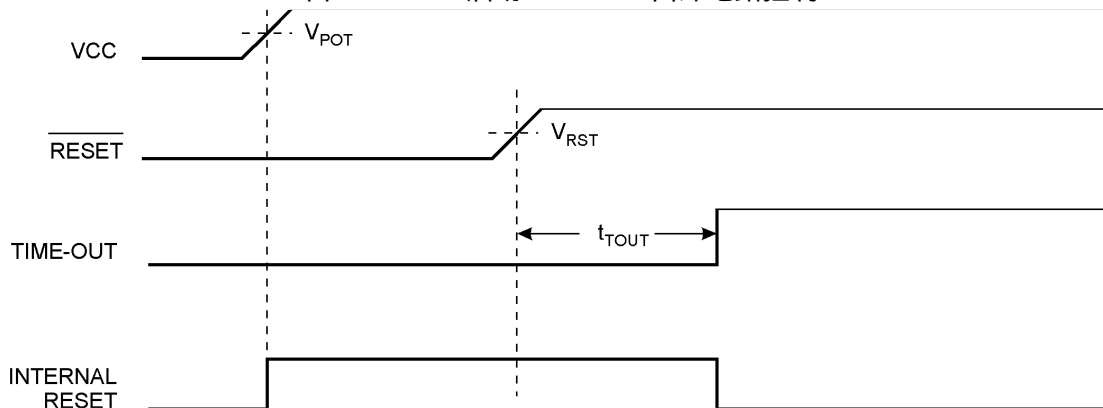 VCC
VPOT
RESET
VRST
TIME-OUT
tTOUT
INTERNAL
RESET